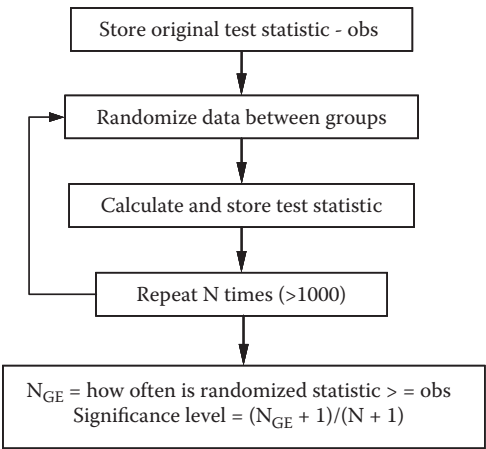 Store original test statistic - obs
Randomize data between groups
Calculate and store test statistic
Repeat N times (>1000)
N_GE = how often is randomized statistic > = obs
Significance level = (N_GE + 1)/(N + 1)